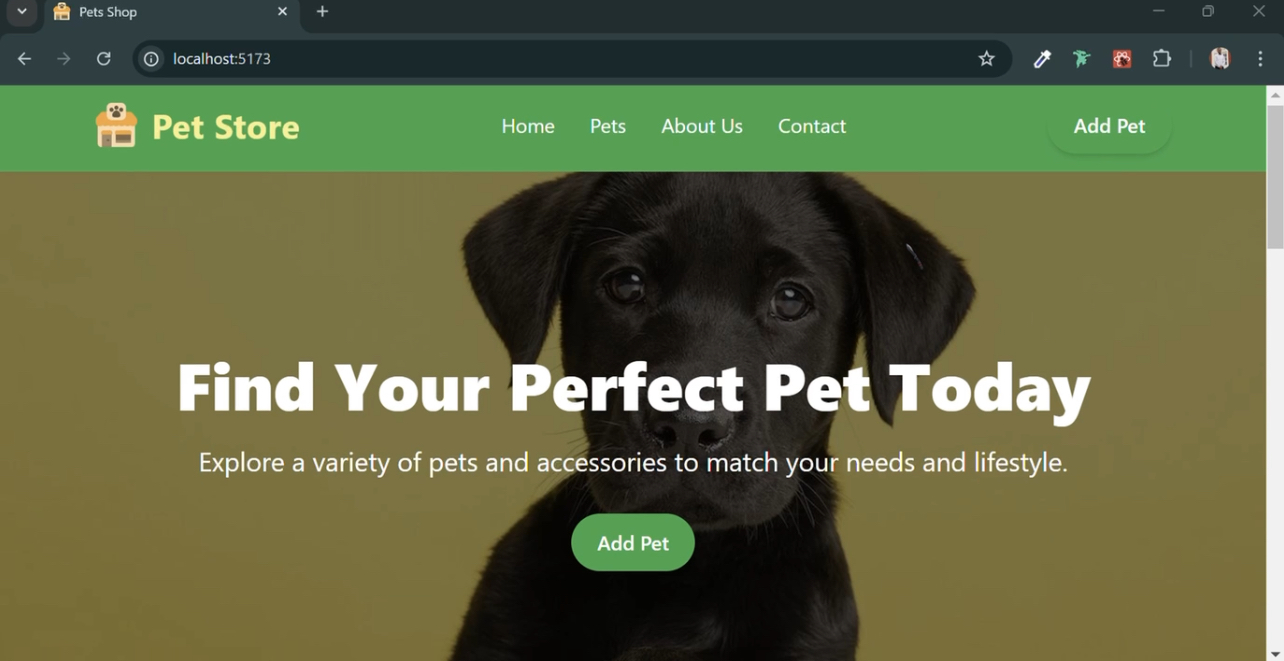 Pets Shop
localhost:5173
Pet Store
Home Pets About Us Contact
Add Pet
Find Your Perfect Pet Today
Explore a variety of pets and accessories to match your needs and lifestyle.
Add Pet